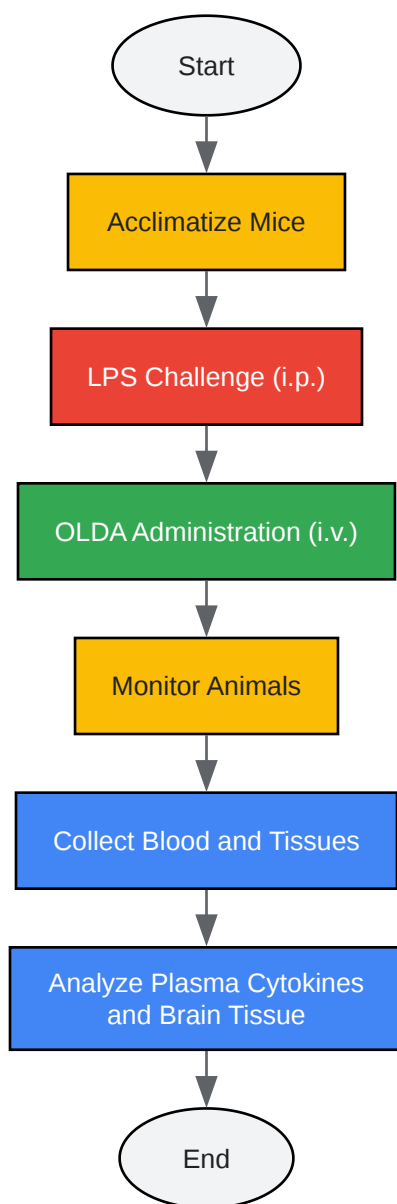 Start
Acclimatize Mice
LPS Challenge (i.p.)
OLDA Administration (i.v.)
Monitor Animals
Collect Blood and Tissues
Analyze Plasma Cytokines
and Brain Tissue
End